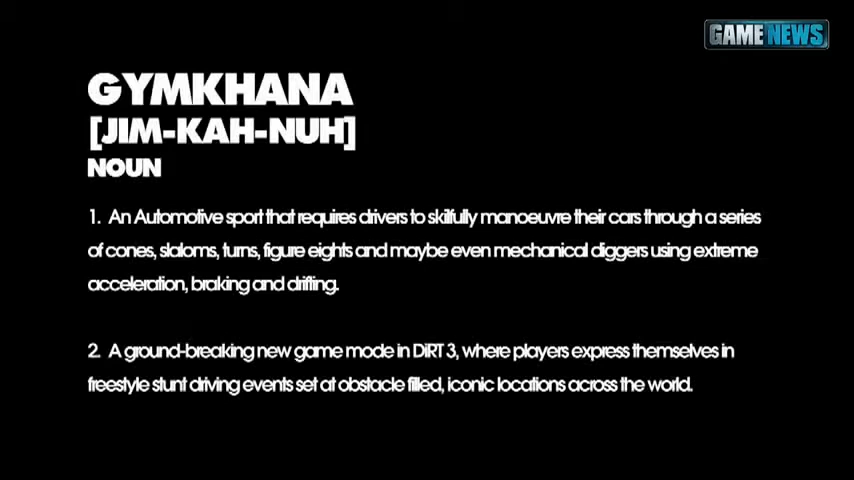 GAMENEWS
GYMKHANA
[JIM-KAH-NUH]
NOUN
1. An Automotive sport that requires drivers to skilfully manoeuvre their cars through a series
of cones, slaloms, turns, figure eights and maybe even mechanical diggers using extreme
acceleration, braking and drifting.
2. A ground-breaking new game mode in DiRT 3, where players express themselves in
freestyle stunt driving events set at obstacle filled, iconic locations across the world.